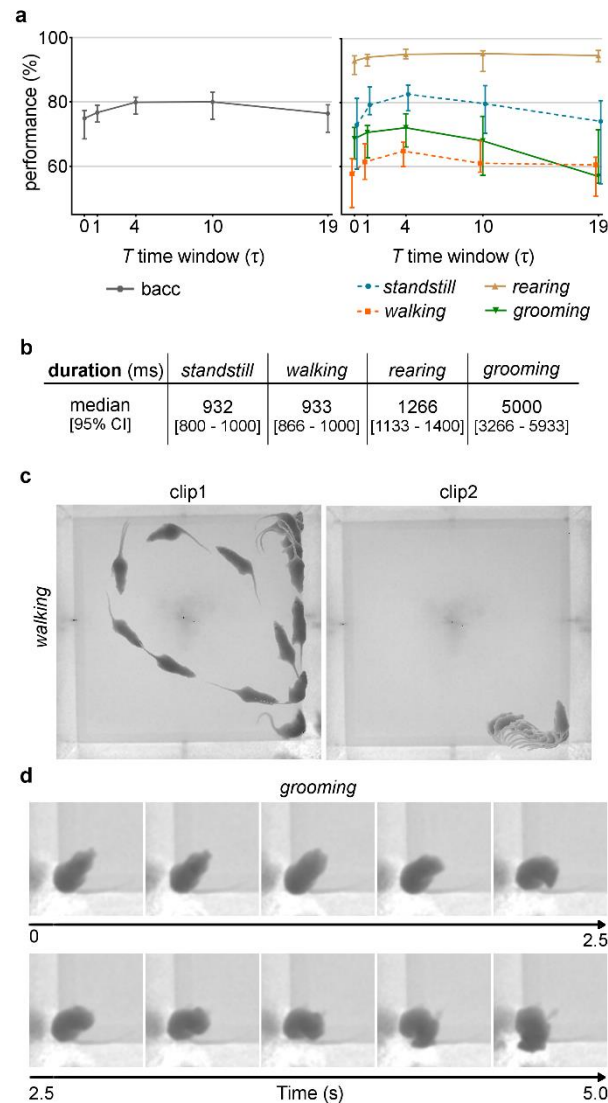 a
performance (%)
100
80
60
0 1 4 10 19
T time window (τ)
bacc
0 1 4 10 19
T time window (τ)
standstill
rearing
walking
grooming
b
duration (ms) standstill walking rearing grooming
median 932 933 1266 5000
[95% CI] [800 - 1000] [866 - 1000] [1133 - 1400] [3266 - 5933]
c
clip1 clip2
walking
d
grooming
0 2.5
2.5 Time (s) 5.0